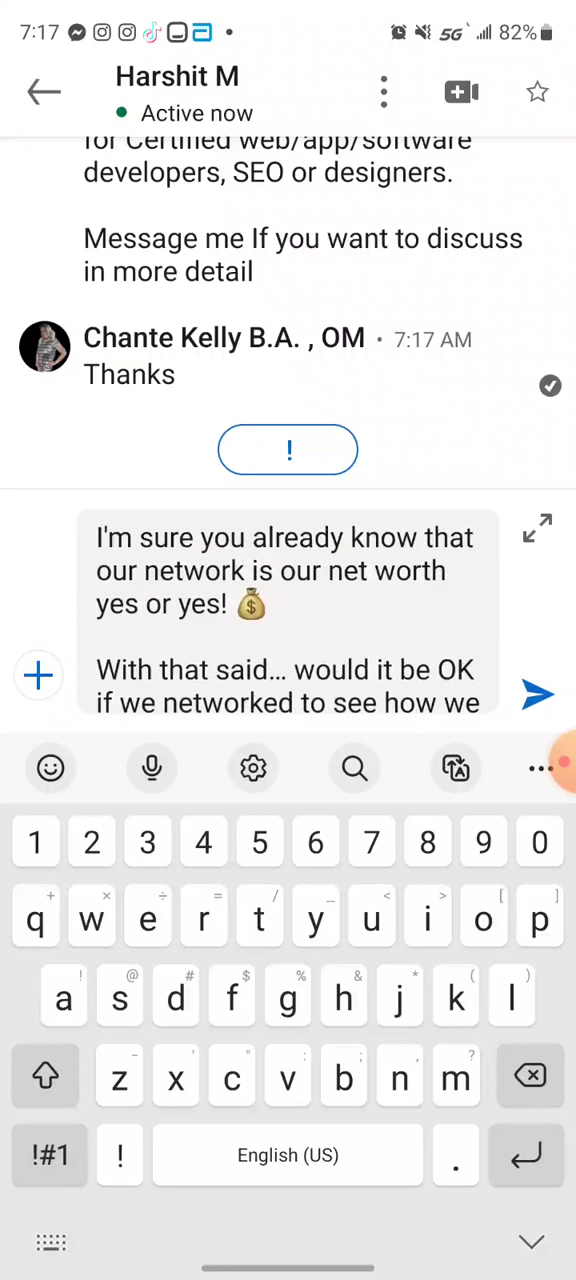 7:17 5G 82%
Harshit M
Active now
for Certified web/app/software
developers, SEO or designers.
Message me If you want to discuss
in more detail
Chante Kelly B.A. , OM • 7:17 AM
Thanks
!
I'm sure you already know that
our network is our net worth
yes or yes! 💰
With that said... would it be OK
if we networked to see how we
1 2 3 4 5 6 7 8 9 0
+ × ÷ = / _ < > [ ]
q w e r t y u i o p
! @ # $ % & * ( )
a s d f g h j k l
- ' " : ; , ?
z x c v b n m
!#1 ! English (US) .